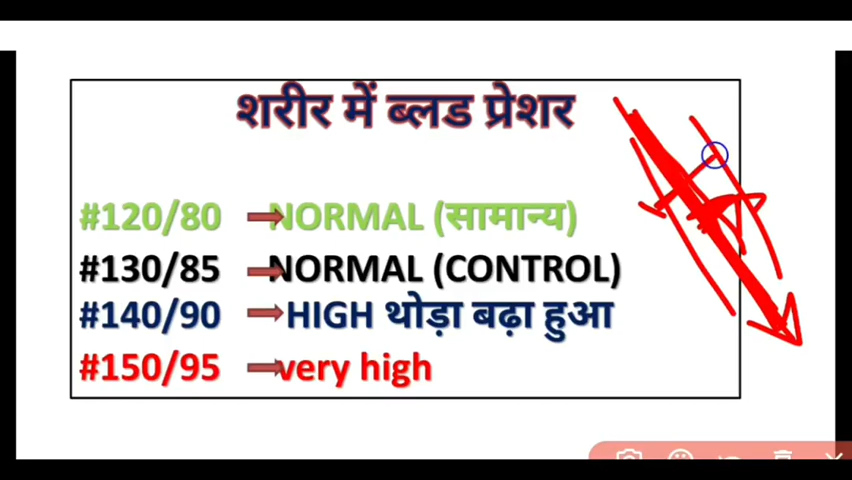 शरीर में ब्लड प्रेशर
#120/80 NORMAL (सामान्य)
#130/85 NORMAL (CONTROL)
#140/90 HIGH थोड़ा बढ़ा हुआ
#150/95 very high